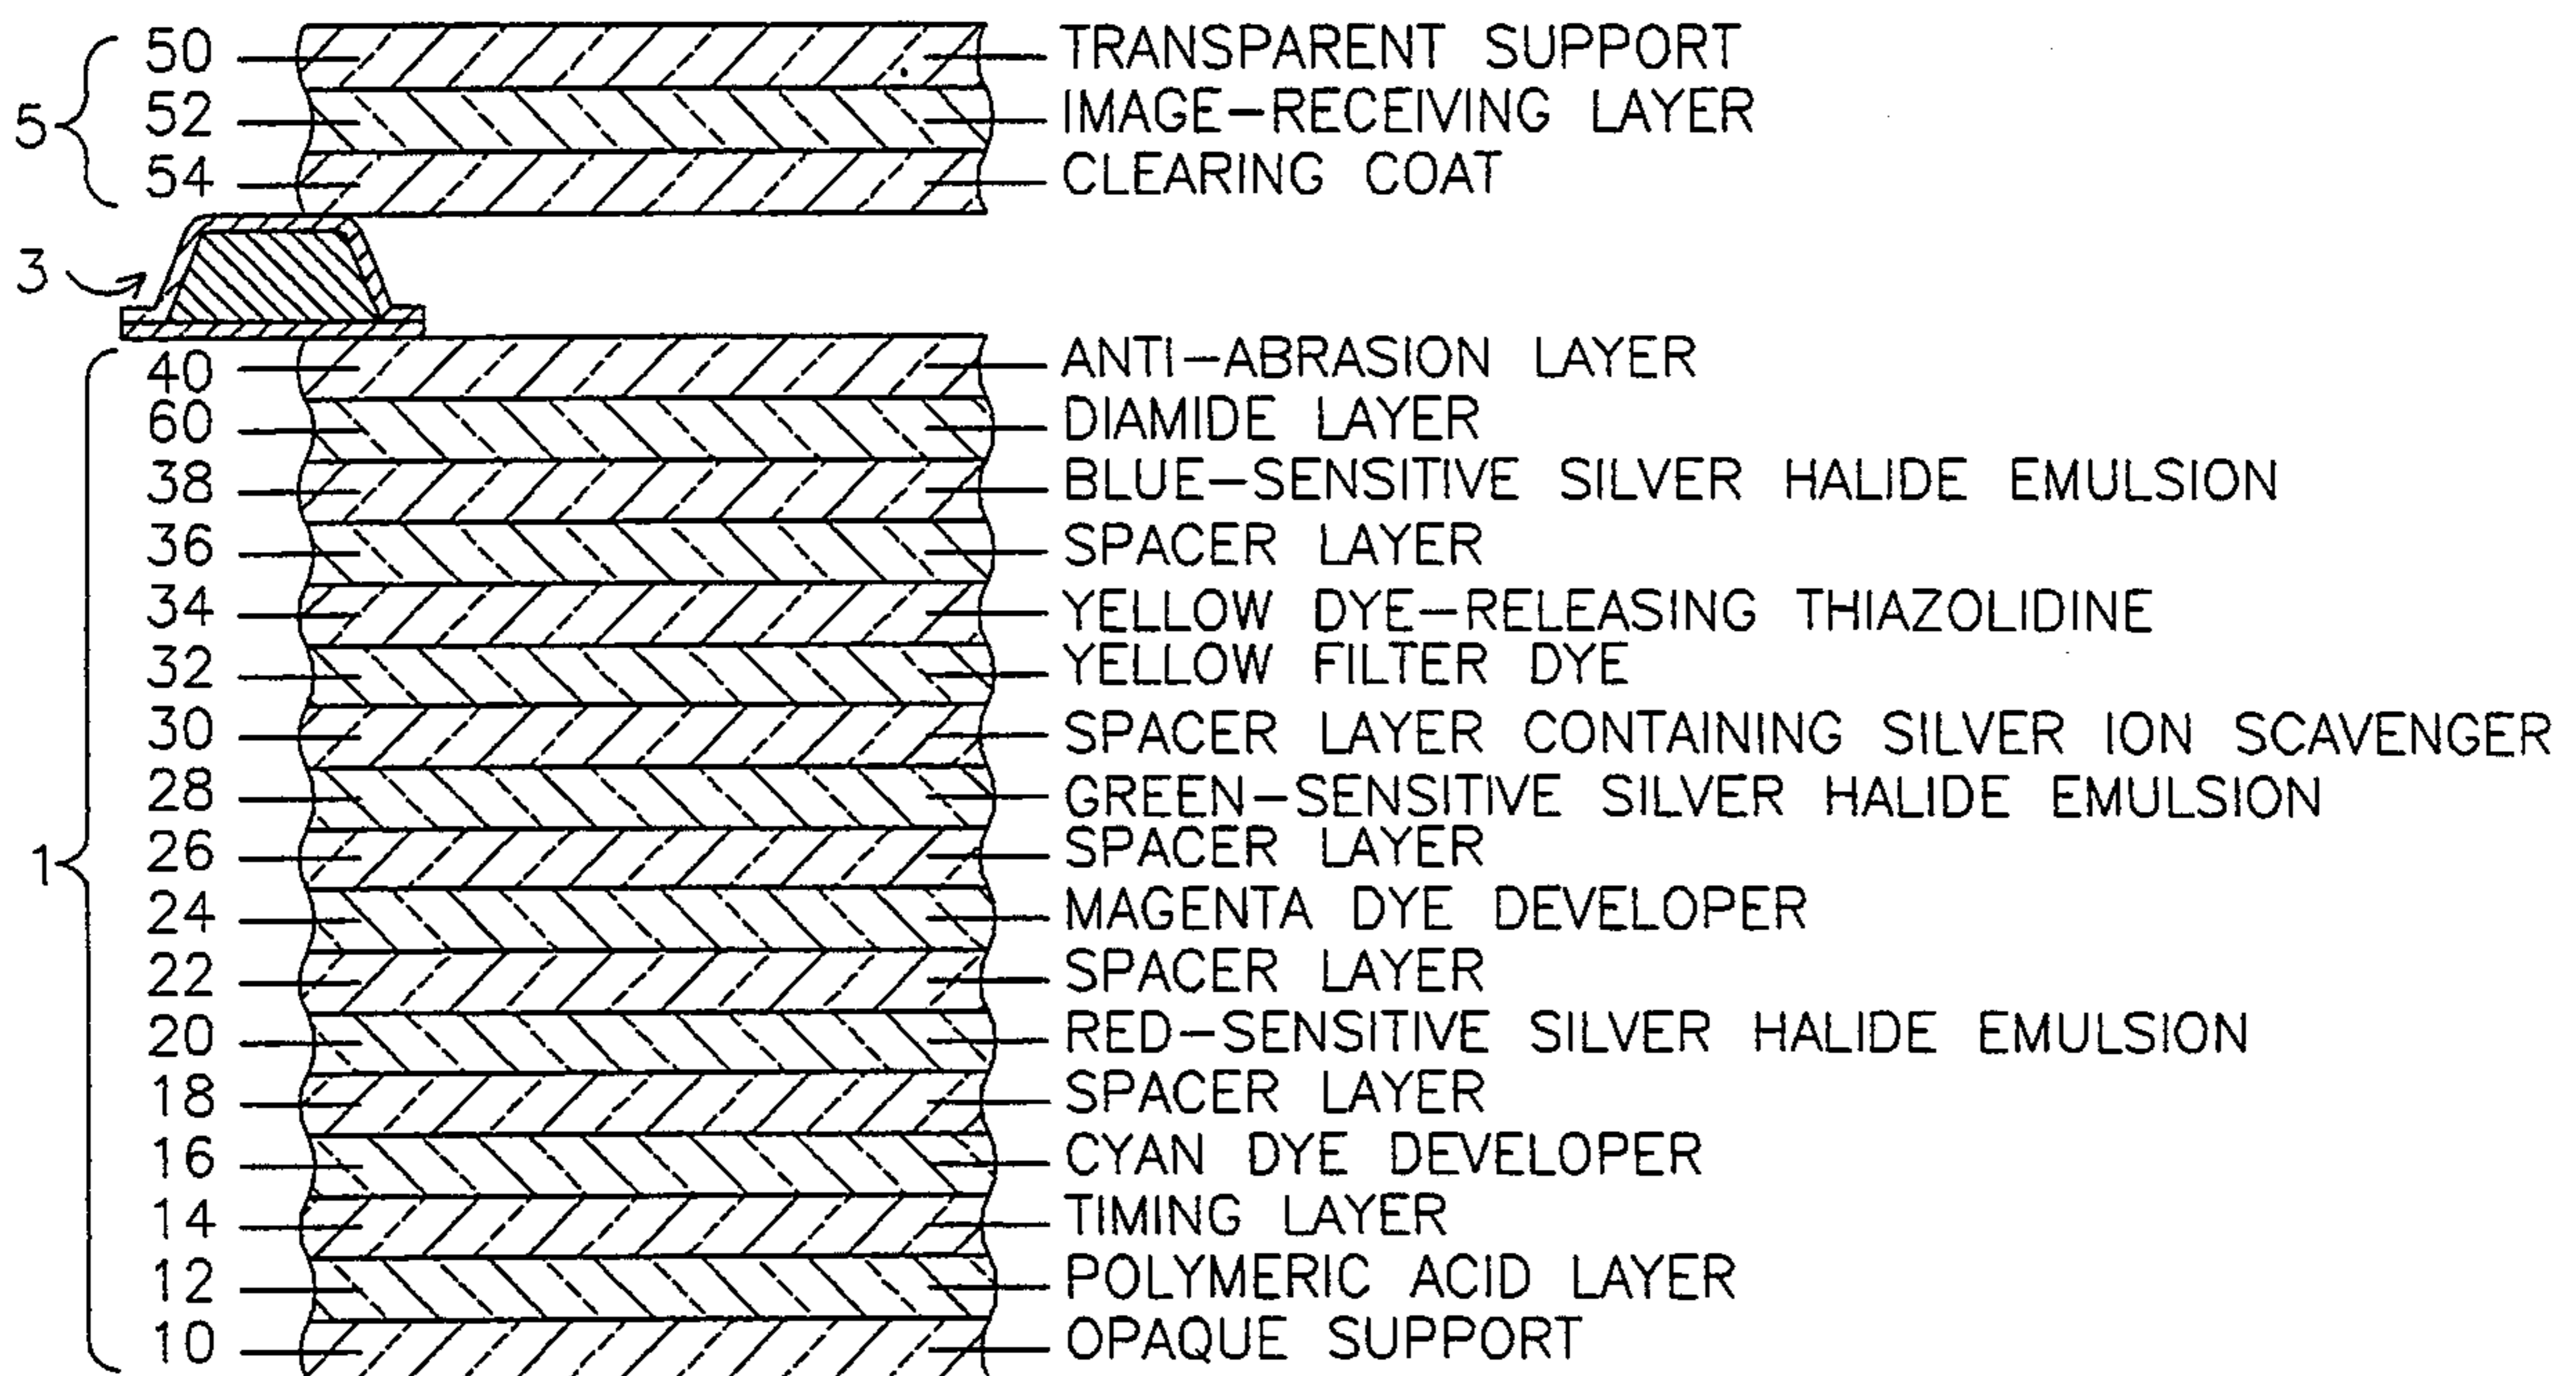 50 TRANSPARENT SUPPORT
5 52 IMAGE-RECEIVING LAYER
54 CLEARING COAT
3
40 ANTI-ABRASION LAYER
60 DIAMIDE LAYER
38 BLUE-SENSITIVE SILVER HALIDE EMULSION
36 SPACER LAYER
34 YELLOW DYE-RELEASING THIAZOLIDINE
32 YELLOW FILTER DYE
30 SPACER LAYER CONTAINING SILVER ION SCAVENGER
28 GREEN-SENSITIVE SILVER HALIDE EMULSION
1 26 SPACER LAYER
24 MAGENTA DYE DEVELOPER
22 SPACER LAYER
20 RED-SENSITIVE SILVER HALIDE EMULSION
18 SPACER LAYER
16 CYAN DYE DEVELOPER
14 TIMING LAYER
12 POLYMERIC ACID LAYER
10 OPAQUE SUPPORT